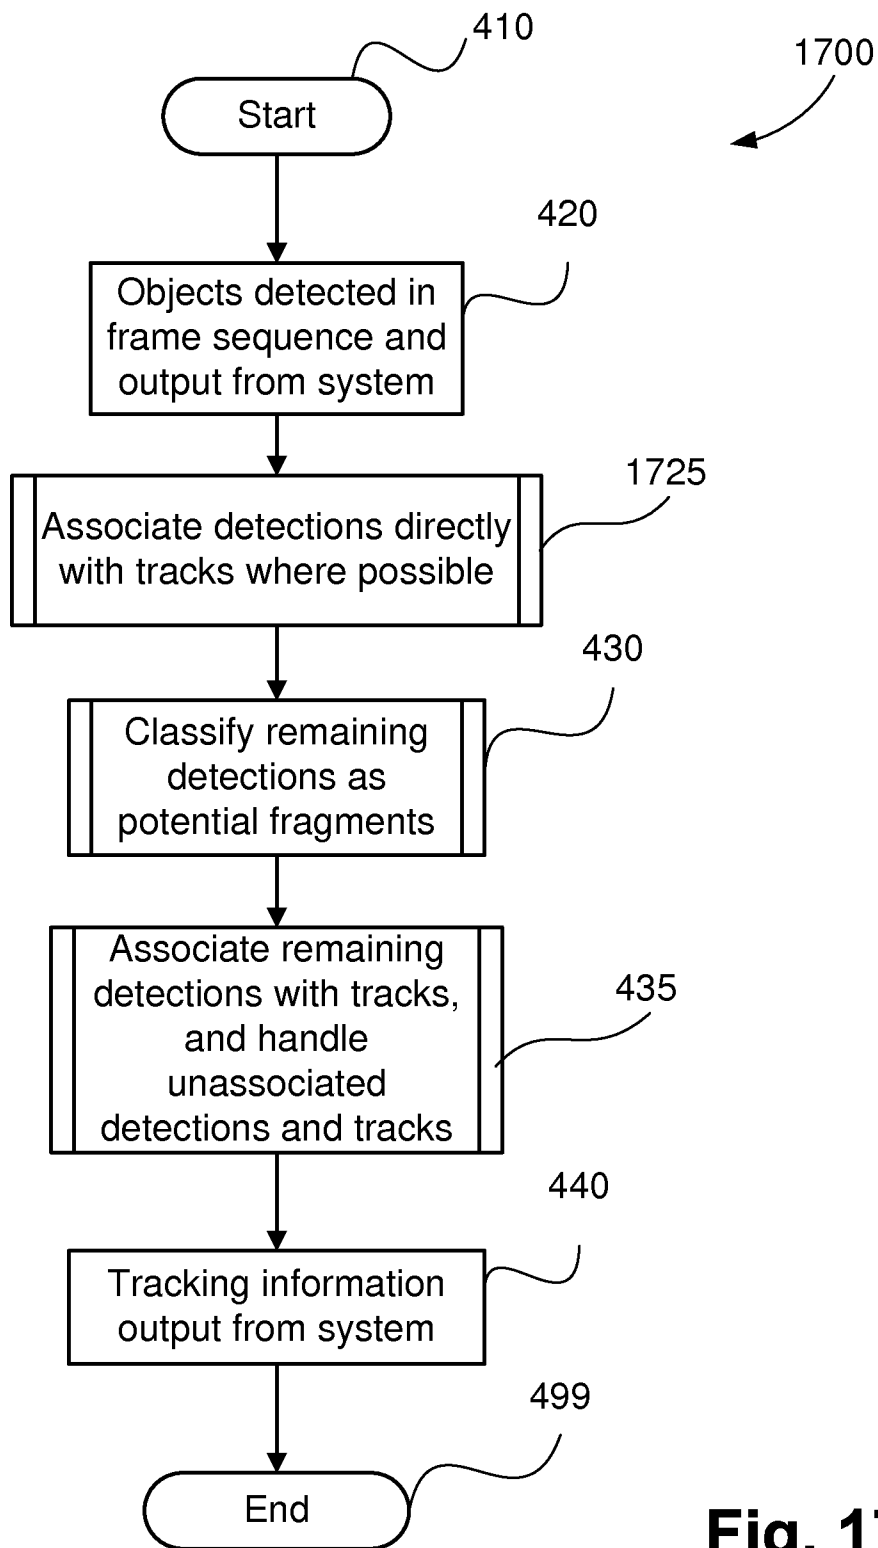 410
1700
Start
420
Objects detected in
frame sequence and
output from system
1725
Associate detections directly
with tracks where possible
430
Classify remaining
detections as
potential fragments
Associate remaining
detections with tracks,
and handle
unassociated
detections and tracks
435
440
Tracking information
output from system
499
End
Fig. 17